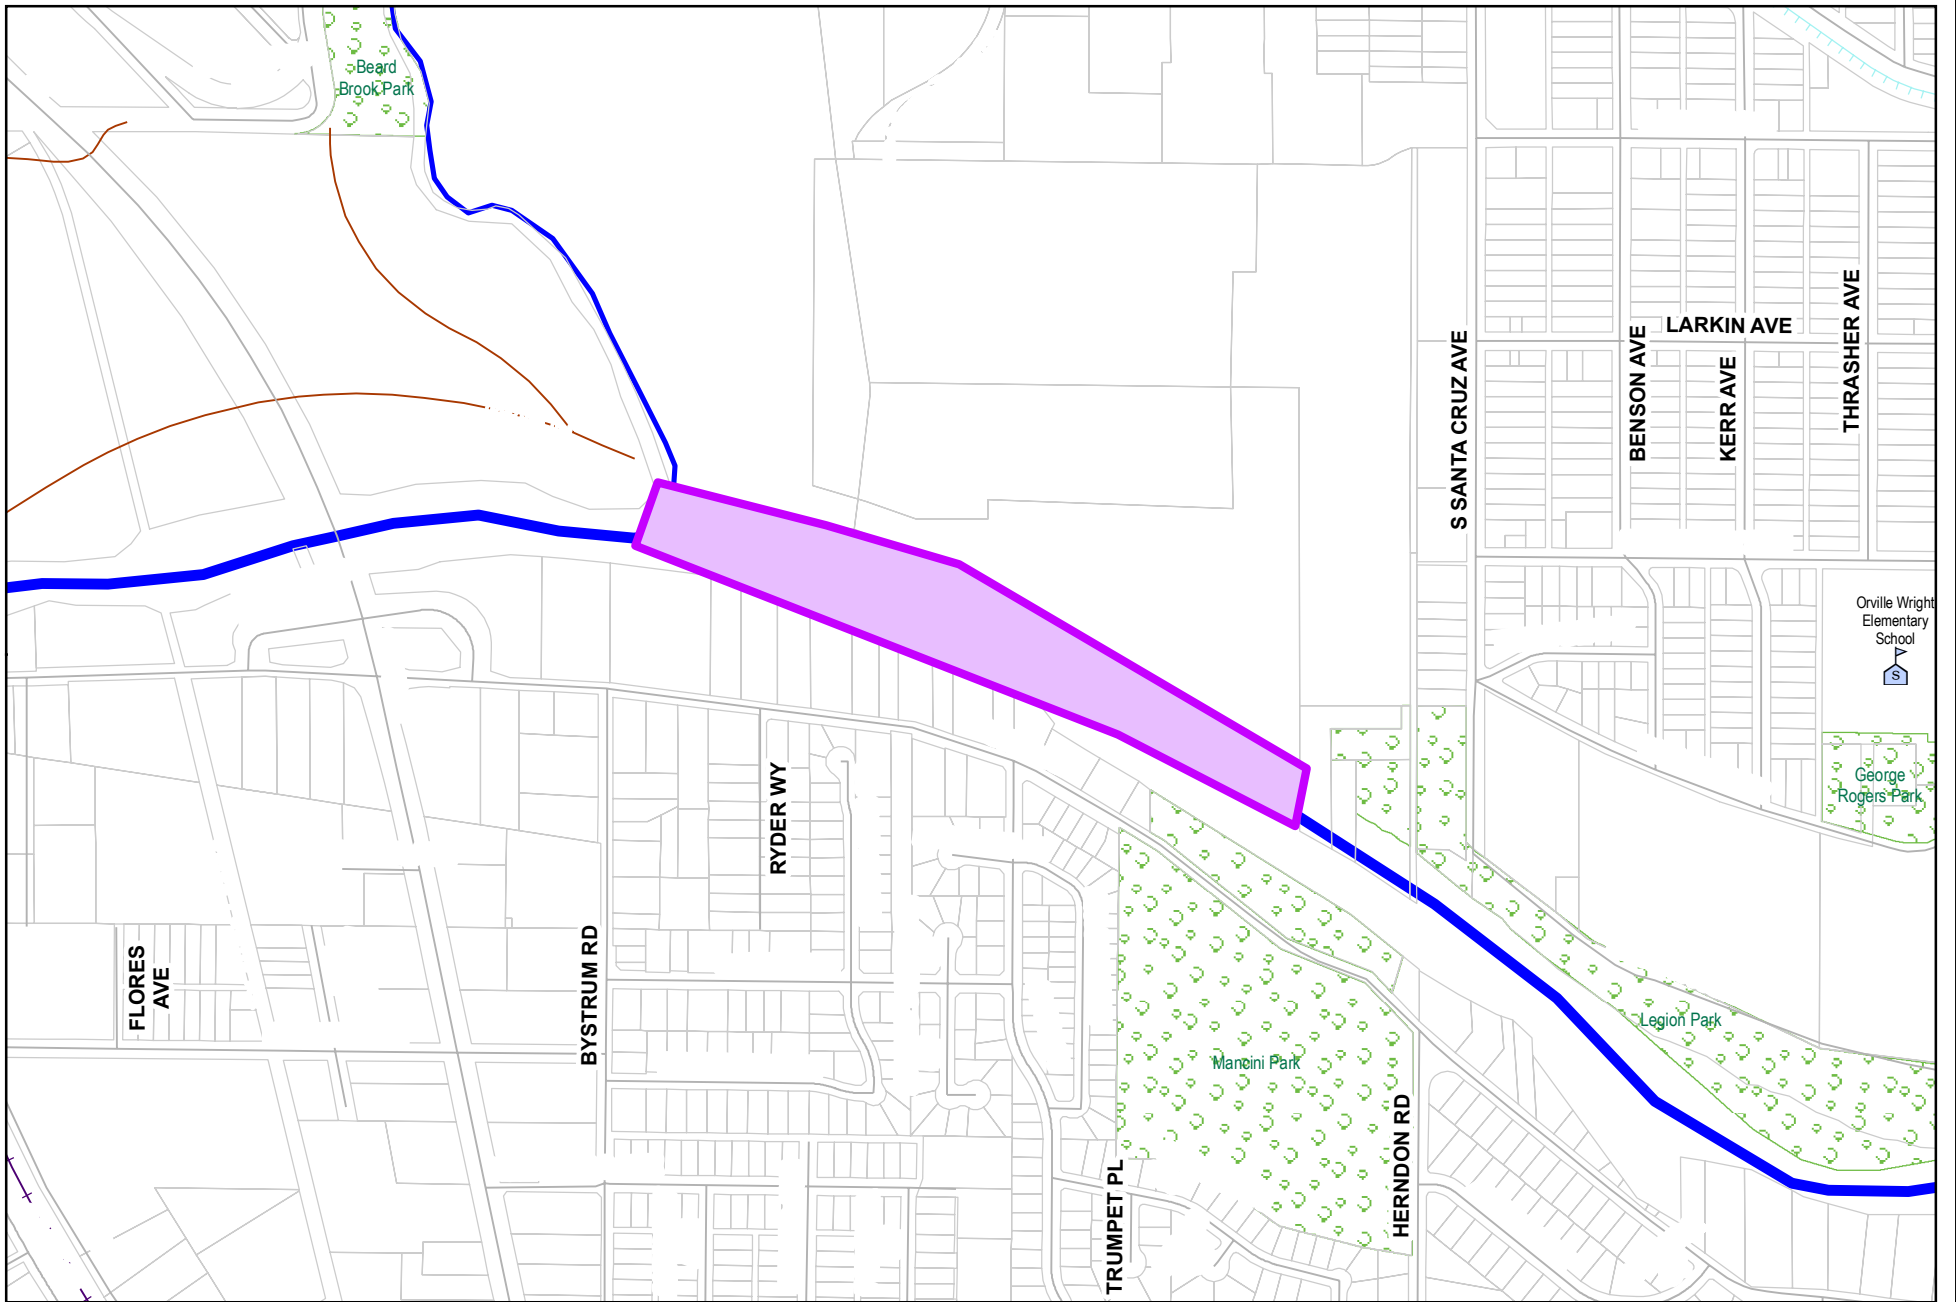 Beard
Brook Park
LARKIN AVE
THRASHER AVE
BENSON AVE
KERR AVE
S SANTA CRUZ AVE
Orville Wright
Elementary
School
S
George
Rogers Park
RYDER WY
FLORES
AVE
BYSTRUM RD
Legion Park
Mancini Park
HERNDON RD
TRUMPET PL